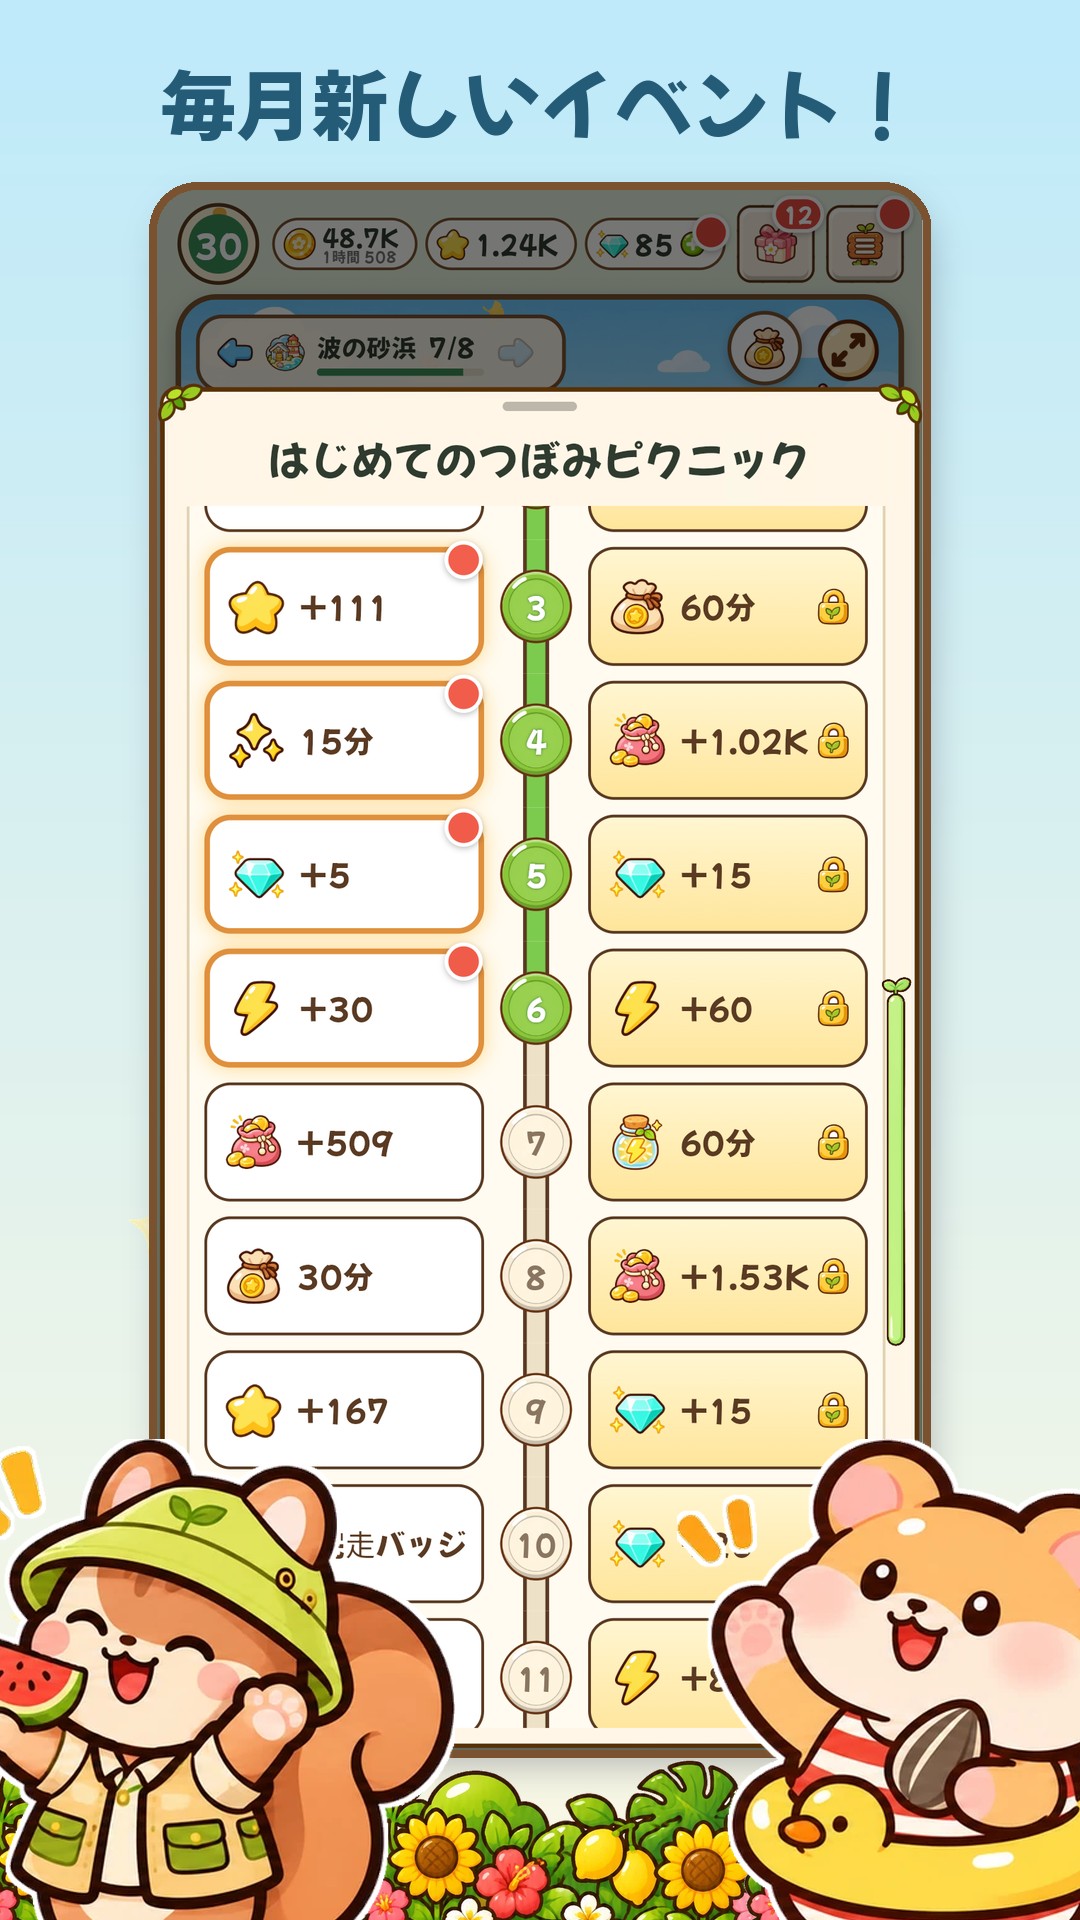 毎月新しいイベント！
30
48.7K
1時間 508
1.24K
85
12
波の砂浜 7/8
はじめてのつぼみピクニック
+111
3
60分
15分
4
+1.02K
+5
5
+15
+30
6
+60
+509
7
60分
30分
8
+1.53K
+167
9
+15
走バッジ
10
11